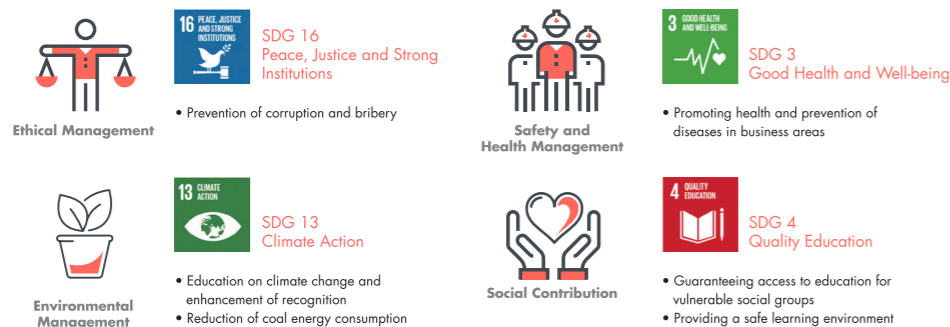 16 PEACE, JUSTICE
AND STRONG
INSTITUTIONS
SDG 16
Peace, Justice and Strong
Institutions
• Prevention of corruption and bribery
Ethical Management
3 GOOD HEALTH
AND WELL-BEING
SDG 3
Good Health and Well-being
• Promoting health and prevention of
diseases in business areas
Safety and
Health Management
13 CLIMATE
ACTION
SDG 13
Climate Action
• Education on climate change and
enhancement of recognition
• Reduction of coal energy consumption
Environmental
Management
4 QUALITY
EDUCATION
SDG 4
Quality Education
• Guaranteeing access to education for
vulnerable social groups
• Providing a safe learning environment
Social Contribution